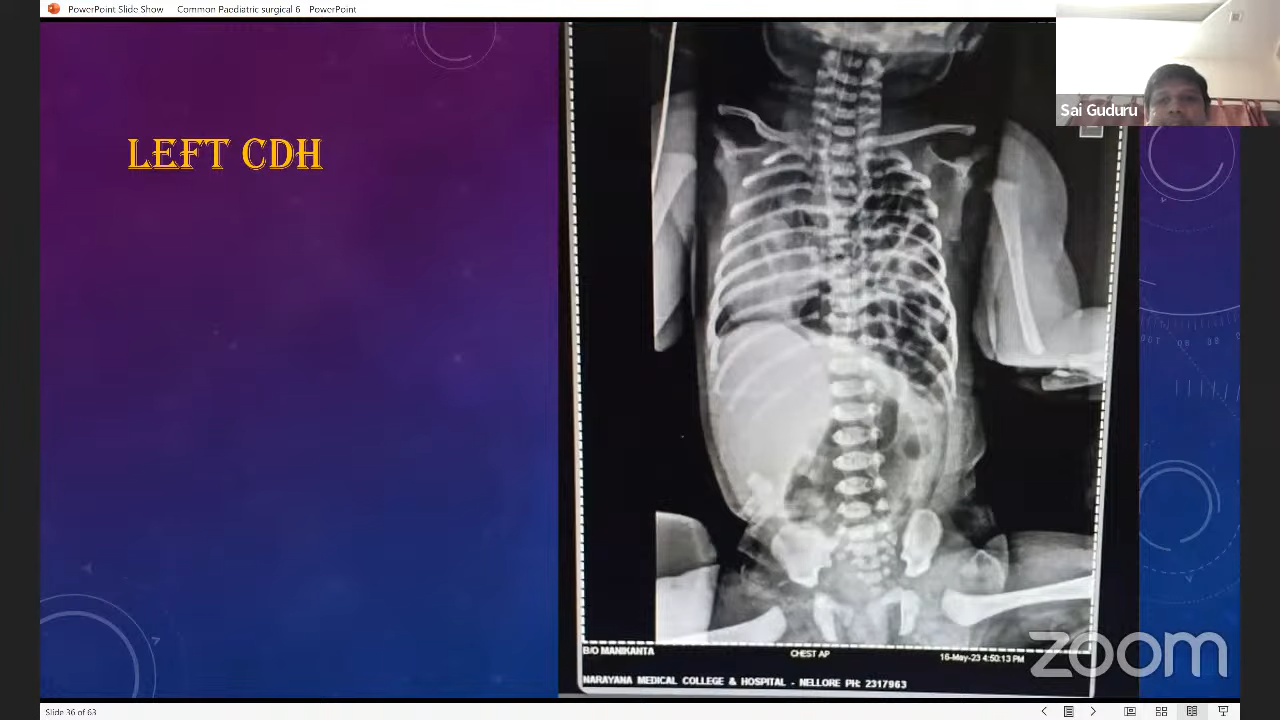 PowerPoint Slide Show
Common Paediatric surgical 6
PowerPoint
Sai Guduru
LEFT CDH
B/O MANIKANTA
CHEST AP
16-May-23 4:50:13 PM
NARAYANA MEDICAL COLLEGE & HOSPITAL - NELLORE PH: 2317963
zoom
Slide 36 of 63